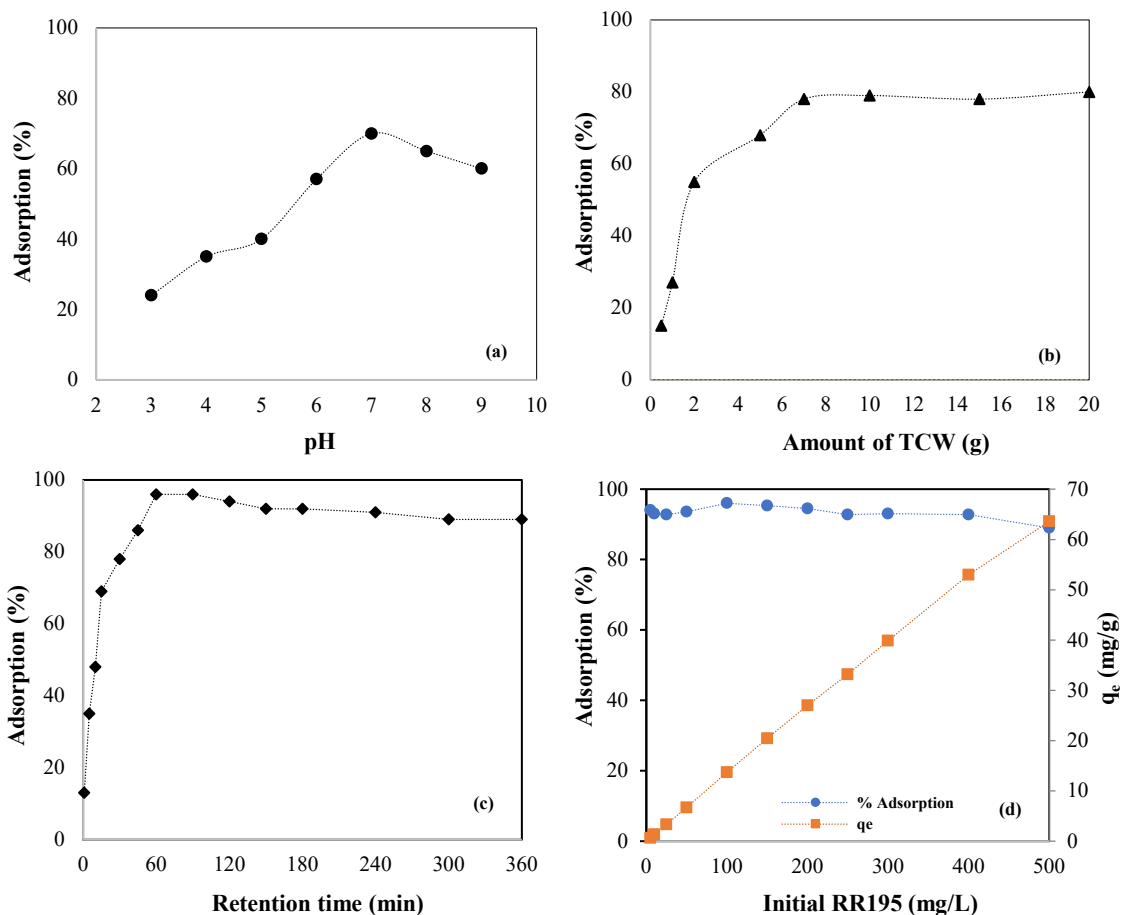 100
80
60
40
20
0
Adsorption (%)
2 3 4 5 6 7 8 9 10
pH
(a)
100
80
60
40
20
0
Adsorption (%)
0 2 4 6 8 10 12 14 16 18 20
Amount of TCW (g)
(b)
100
80
60
40
20
0
Adsorption (%)
0 60 120 180 240 300 360
Retention time (min)
(c)
100
80
60
40
20
0
Adsorption (%)
70
60
50
40
30
20
10
0
qe (mg/g)
% Adsorption
qe
(d)
0 100 200 300 400 500
Initial RR195 (mg/L)